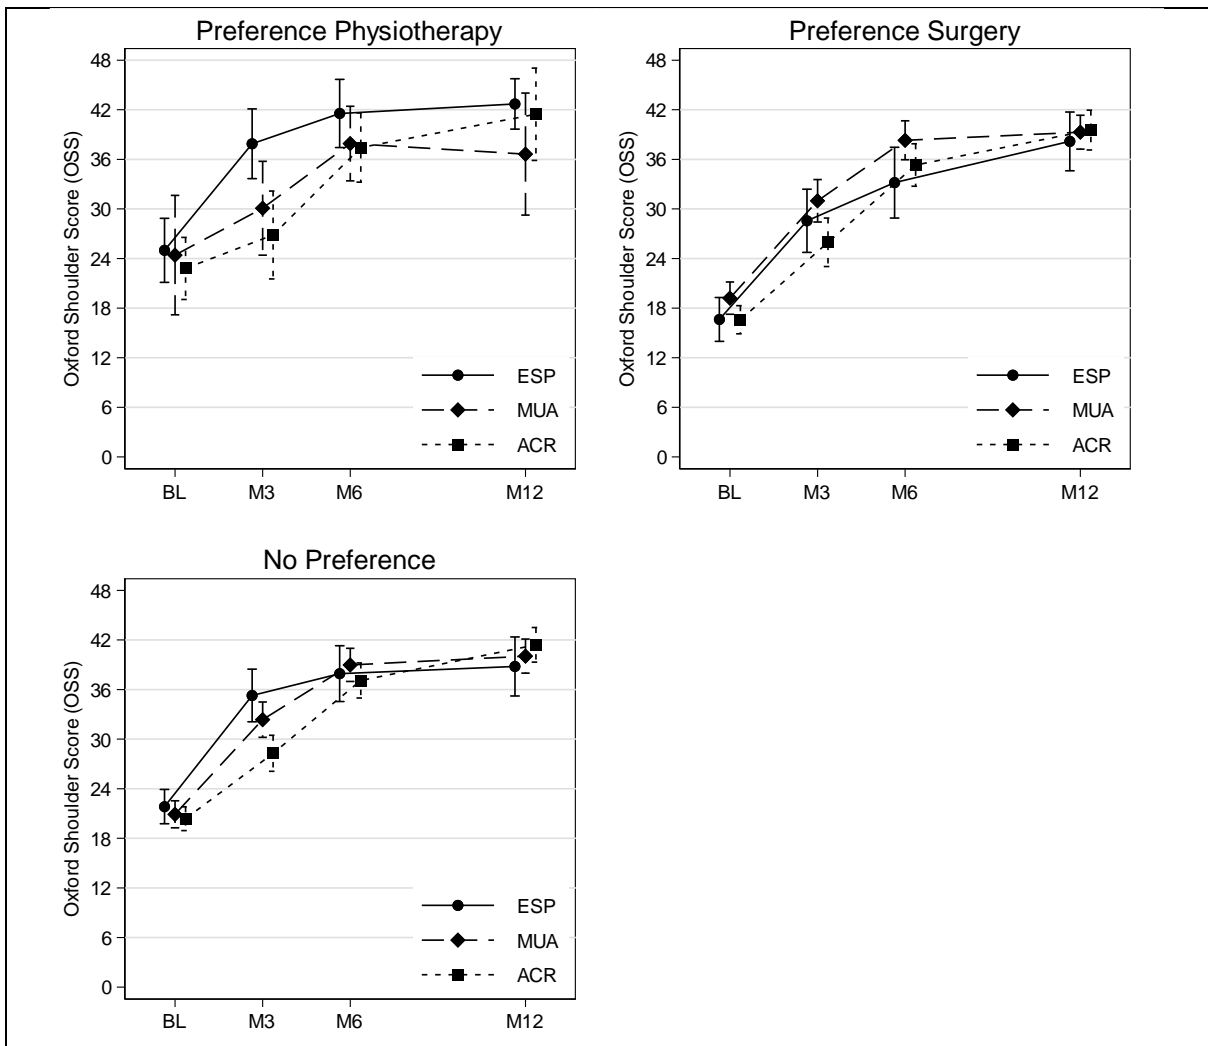 Preference Physiotherapy
Oxford Shoulder Score (OSS)
48
42
36
30
24
18
12
6
0
ESP
MUA
ACR
BL M3 M6 M12
Preference Surgery
Oxford Shoulder Score (OSS)
48
42
36
30
24
18
12
6
0
ESP
MUA
ACR
BL M3 M6 M12
No Preference
Oxford Shoulder Score (OSS)
48
42
36
30
24
18
12
6
0
ESP
MUA
ACR
BL M3 M6 M12